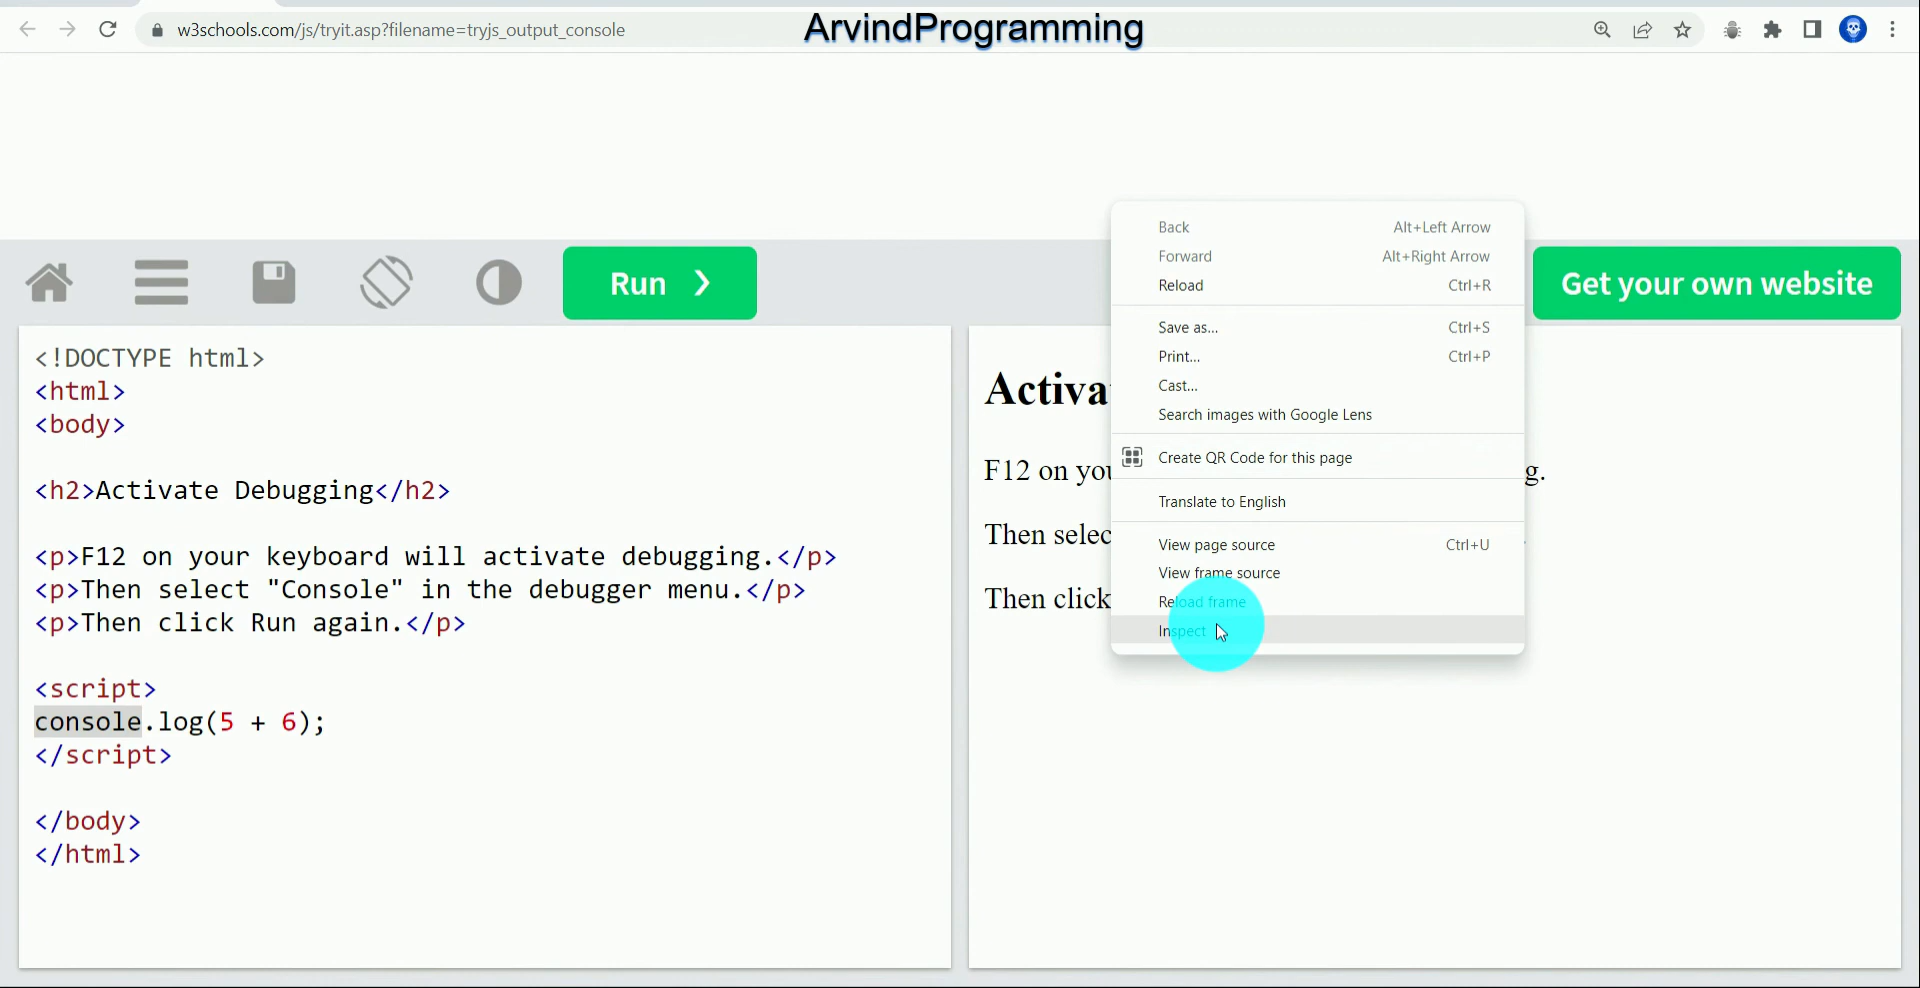 w3schools.com/js/tryit.asp?filename=tryjs_output_console
ArvindProgramming
Run ❯
Get your own website
<!DOCTYPE html>
<html>
<body>
<h2>Activate Debugging</h2>
<p>F12 on your keyboard will activate debugging.</p>
<p>Then select "Console" in the debugger menu.</p>
<p>Then click Run again.</p>
<script>
console.log(5 + 6);
</script>
</body>
</html>
Activa
F12 on you
g.
Then selec
Then click
Back Alt+Left Arrow
Forward Alt+Right Arrow
Reload Ctrl+R
Save as... Ctrl+S
Print... Ctrl+P
Cast...
Search images with Google Lens
Create QR Code for this page
Translate to English
View page source Ctrl+U
View frame source
Reload frame
Inspect